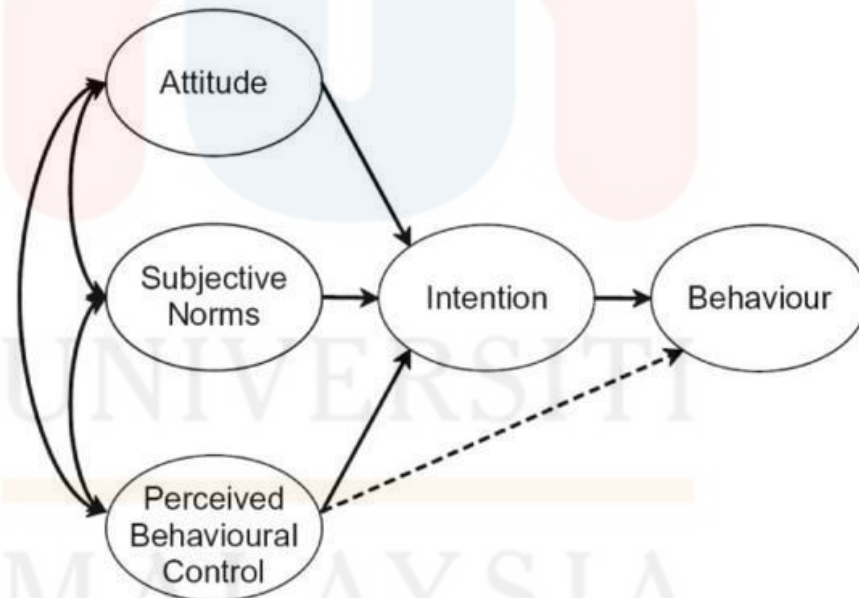 Attitude
Subjective
Norms
Intention
Behaviour
Perceived
Behavioural
Control
UNIVERSITI
MALAYSIA